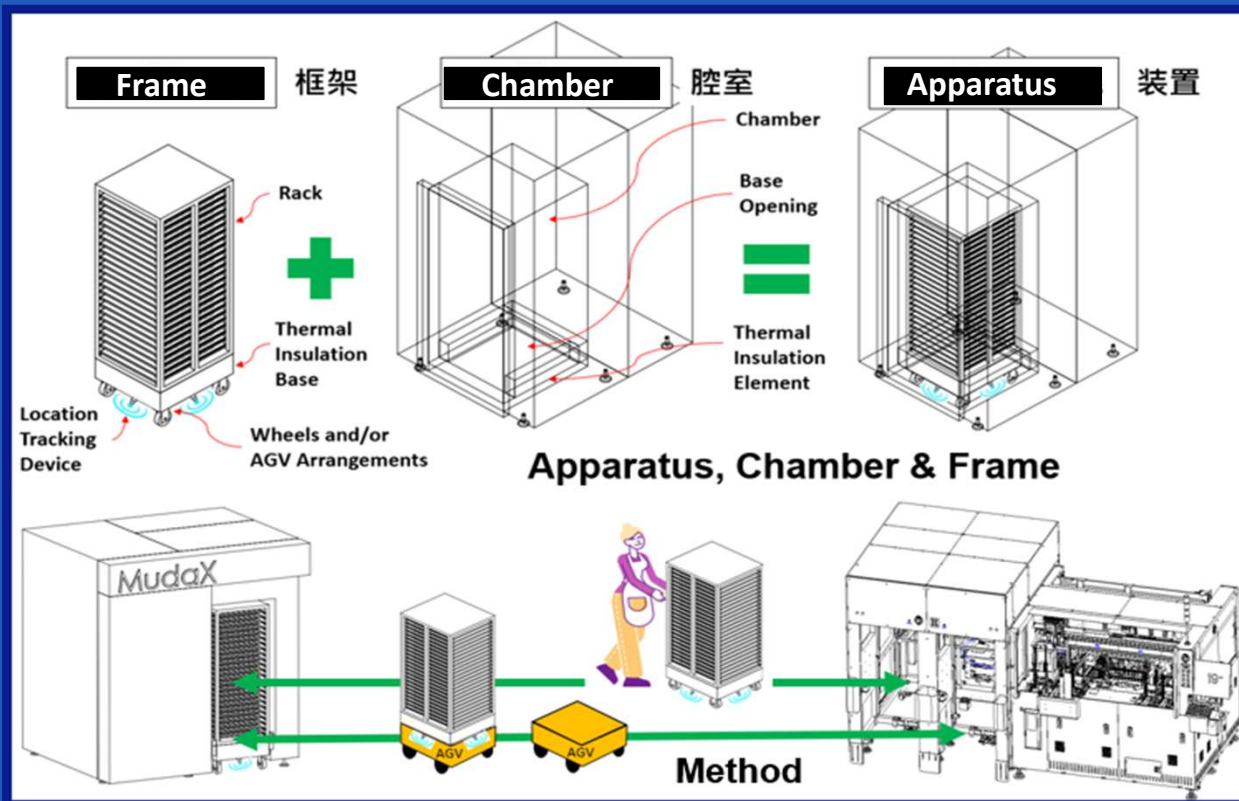 Frame
框架
Chamber
腔室
Apparatus
装置
Rack
Thermal
Insulation
Base
Location
Tracking
Device
Wheels and/or
AGV Arrangements
Chamber
Base
Opening
Thermal
Insulation
Element
Apparatus, Chamber & Frame
MudaX
AGV
AGV
19"
Method